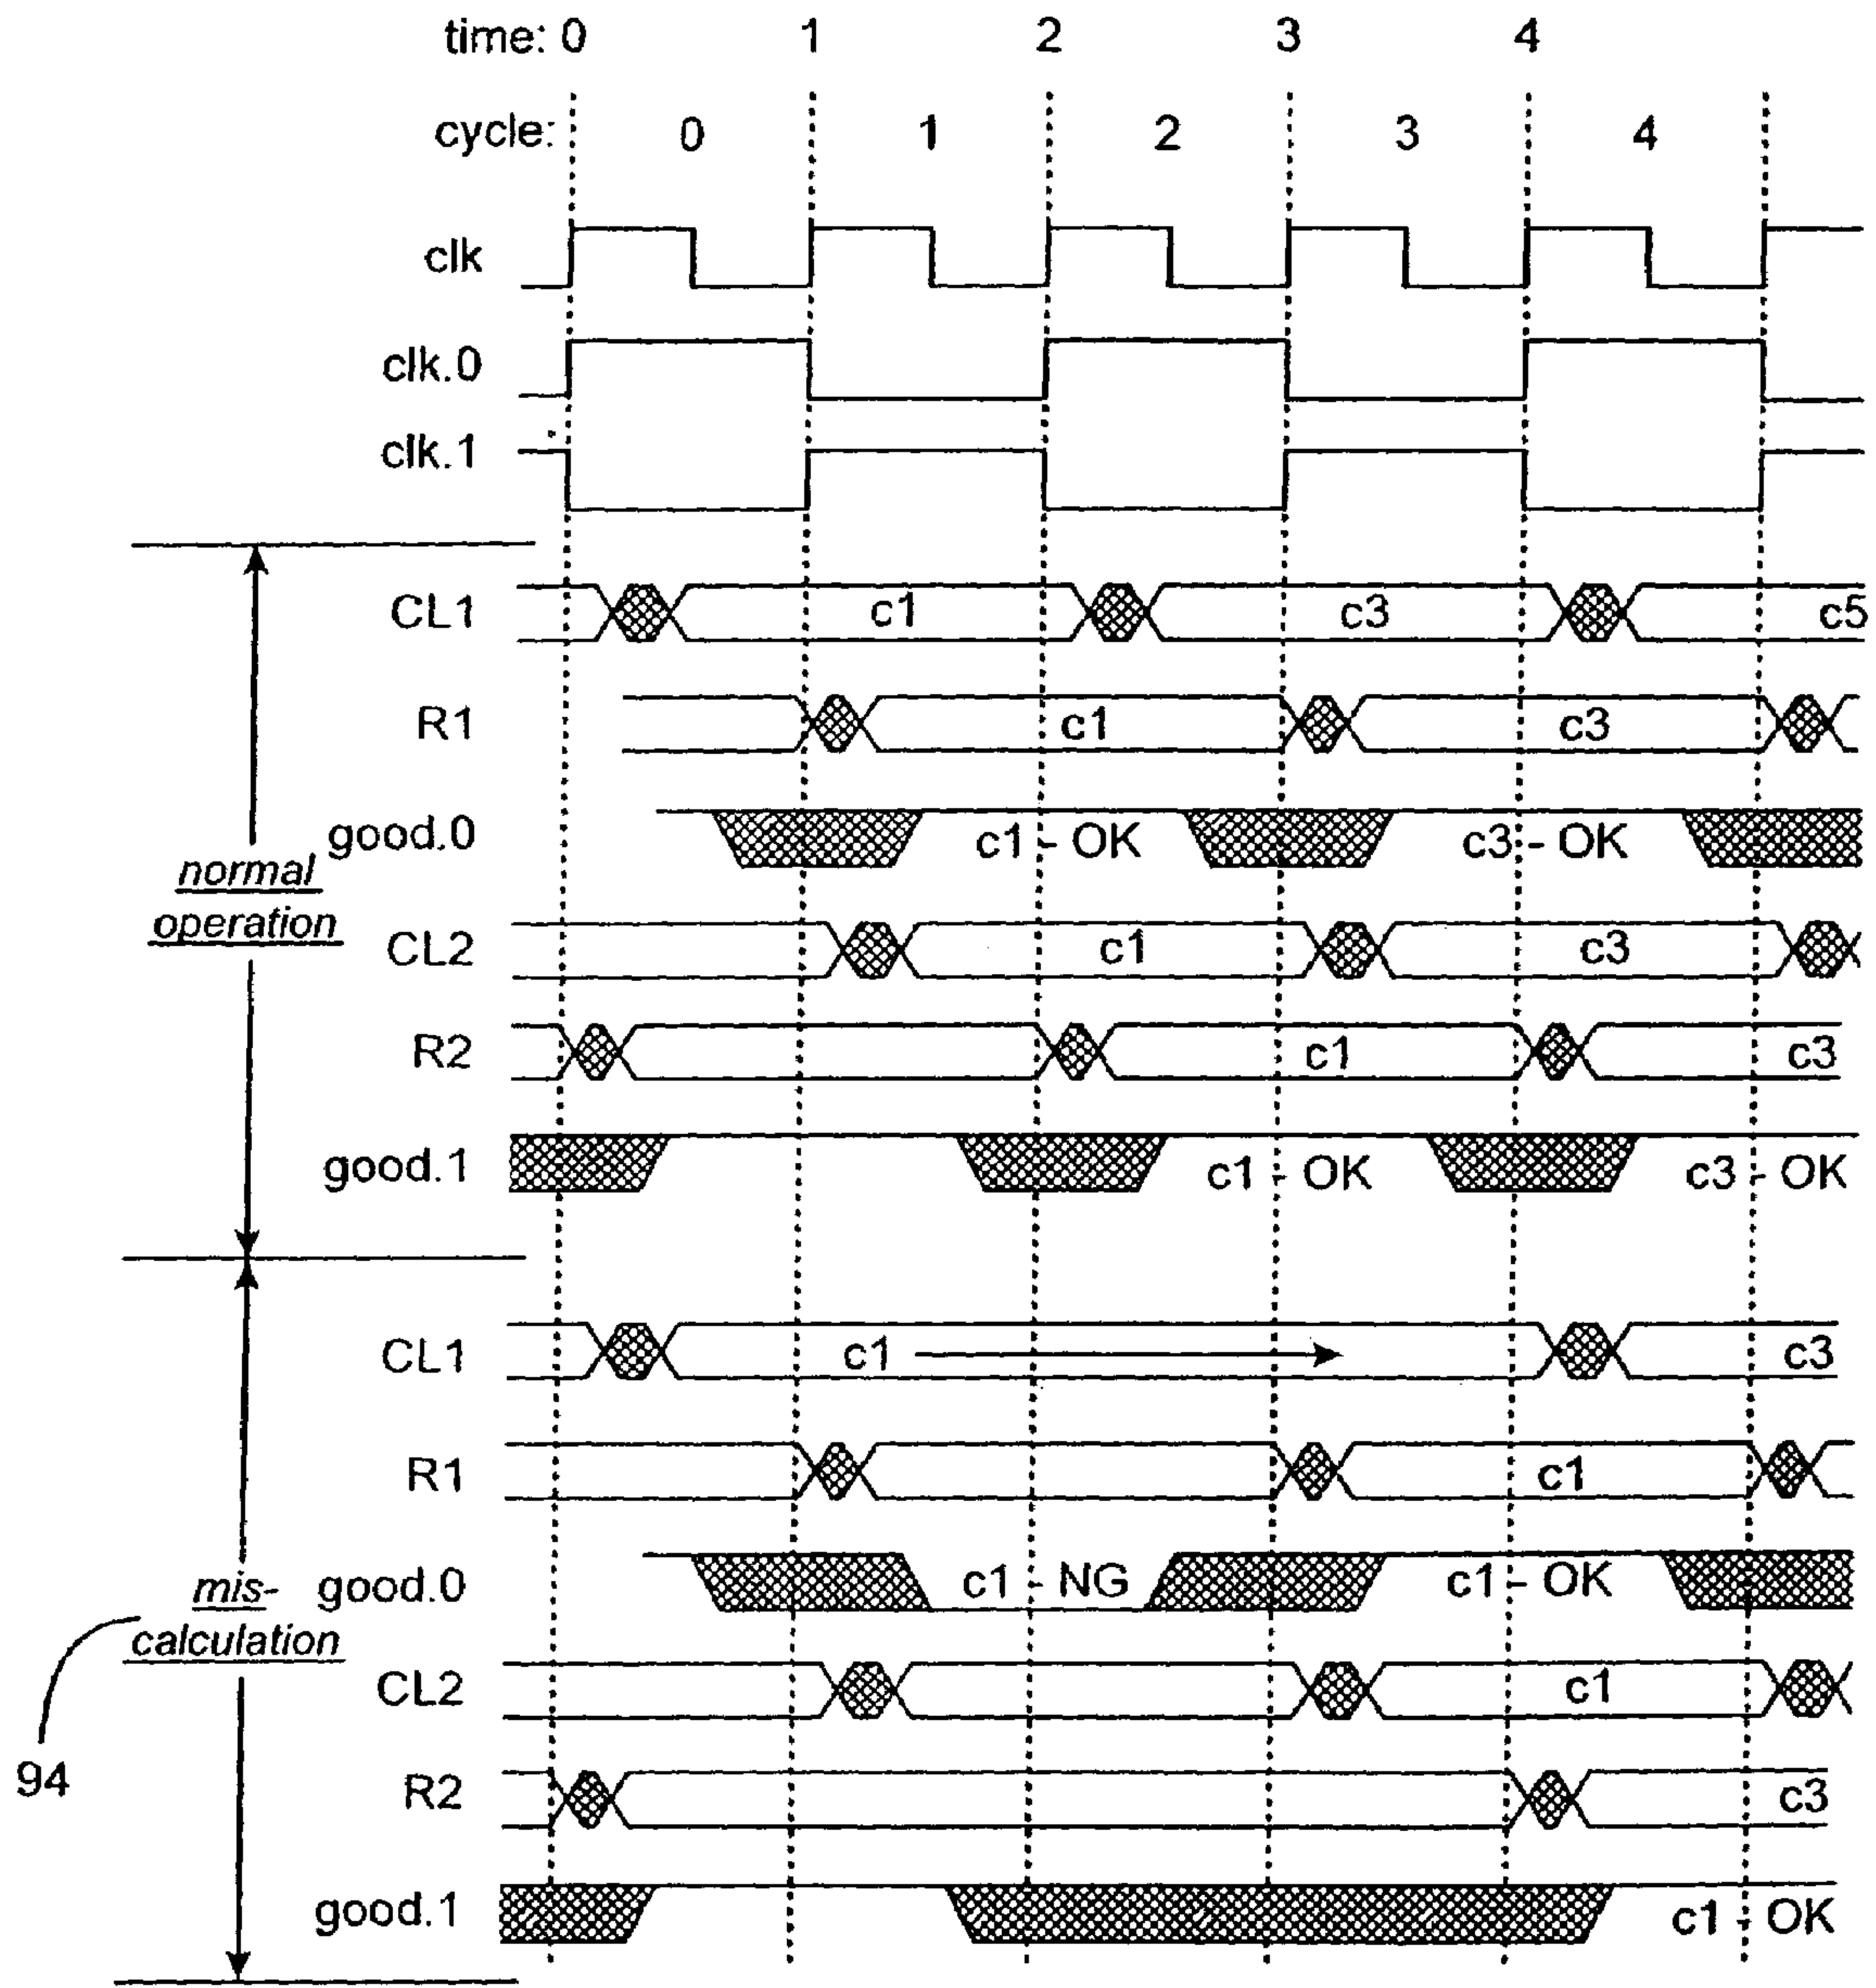 time: 0 1 2 3 4
cycle: 0 1 2 3 4
clk
clk.0
clk.1
normal
operation
CL1 c1 c3 c5
R1 c1 c3
good.0 c1 - OK c3 - OK
CL2 c1 c3
R2 c1 c3
good.1 c1 - OK c3 - OK
mis-
calculation
94
CL1 c1 c3
R1 c1
good.0 c1 - NG c1 - OK
CL2 c1
R2 c3
good.1 c1 - OK